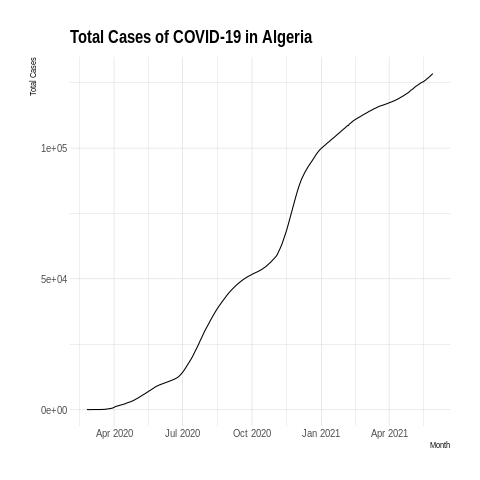 Total Cases of COVID-19 in Algeria
Total Cases
1e+05
5e+04
0e+00
Apr 2020 Jul 2020 Oct 2020 Jan 2021 Apr 2021
Month